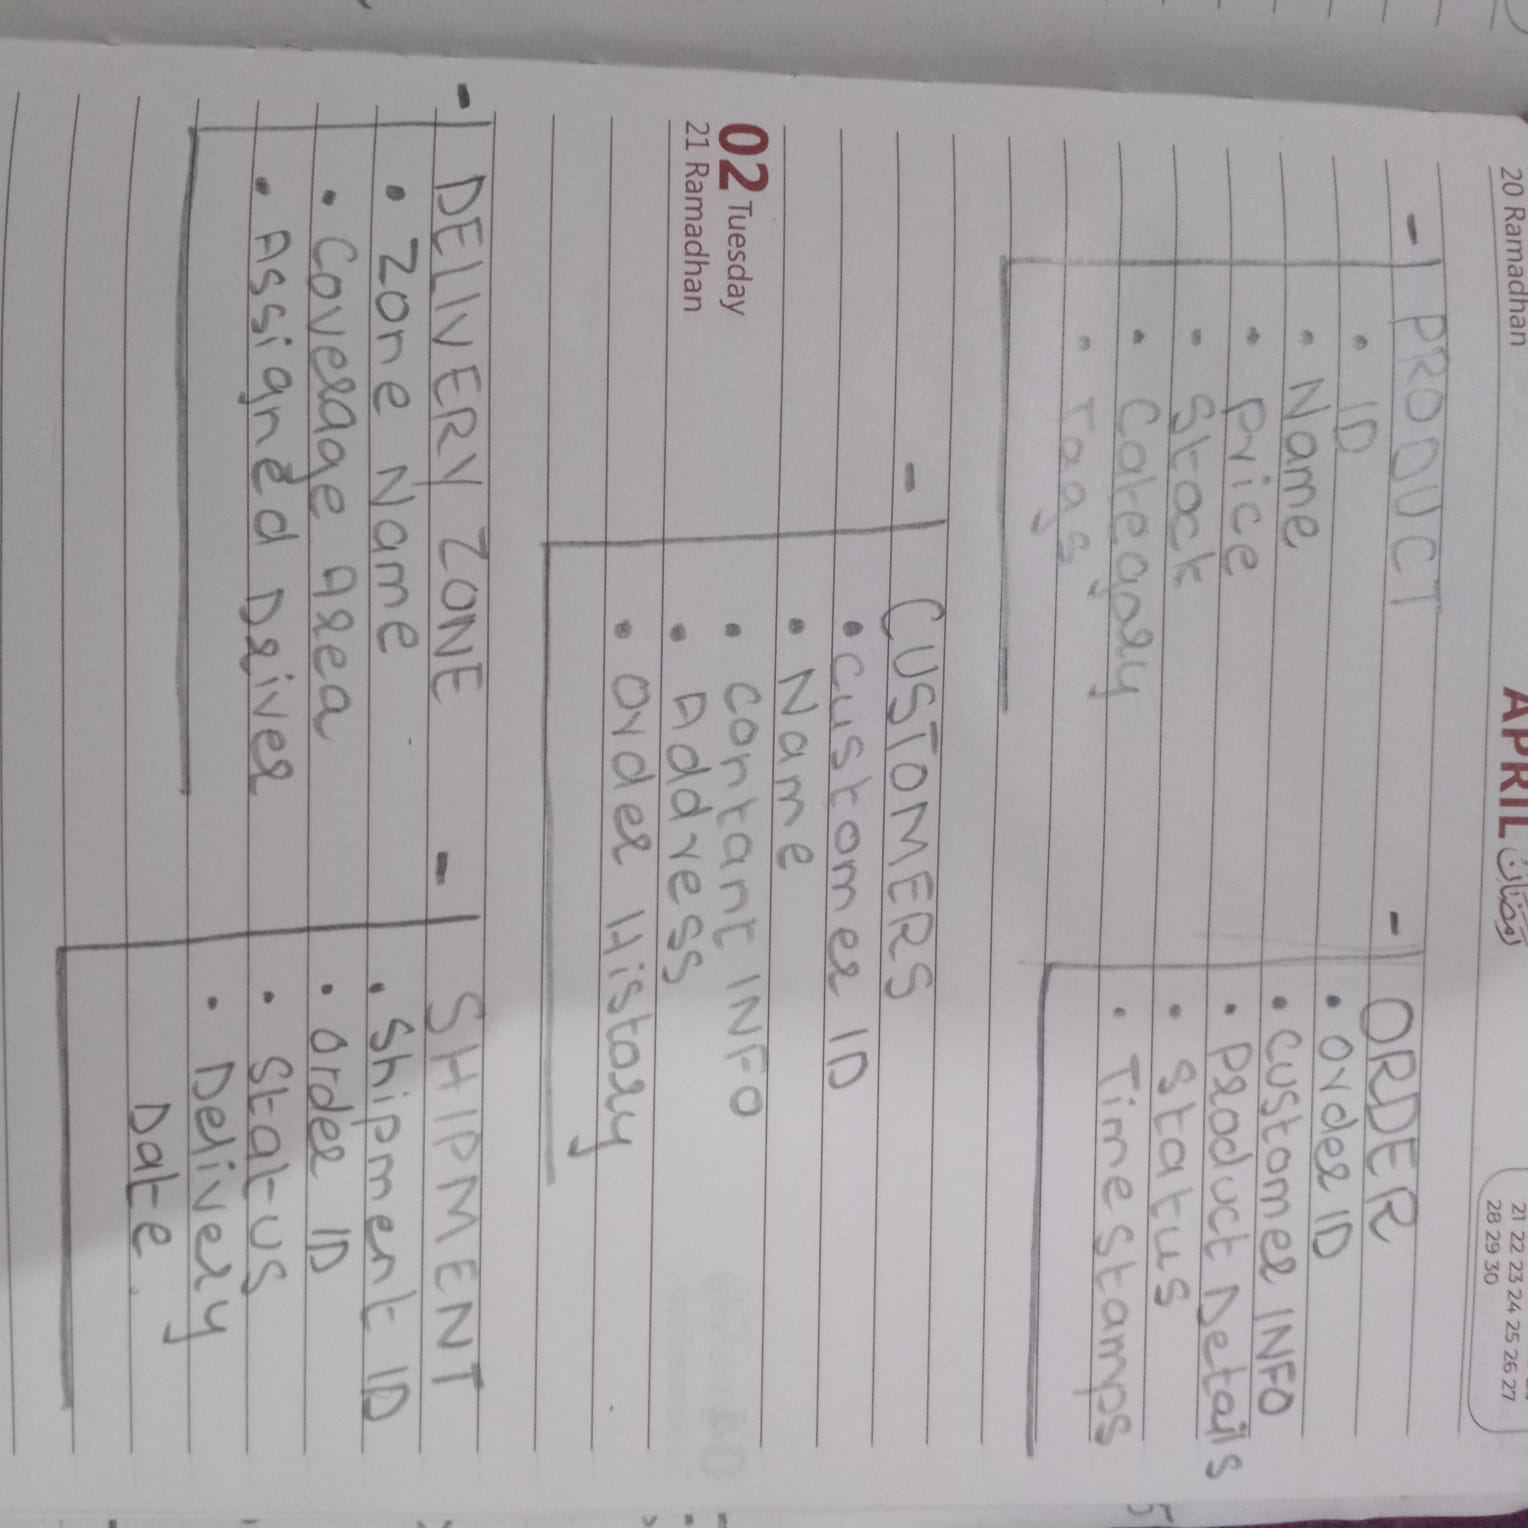 20 Ramadhan
APRIL رمضان
21 22 23 24 25 26 27
28 29 30
- PRODUCT
• ID
• Name
• Price
• Stock
• Category
• Tags
- ORDER
• Order ID
• Customer INFO
• Product Details
• Status
• Timestamps
- CUSTOMERS
• Customer ID
• Name
• Contant INFO
• Address
• Order History
02 Tuesday
21 Ramadhan
- DELIVERY ZONE
• Zone Name
• Coverage Area
• Assigned Driver
- SHIPMENT
• Shipment ID
• Order ID
• Status
• Delivery
Date.